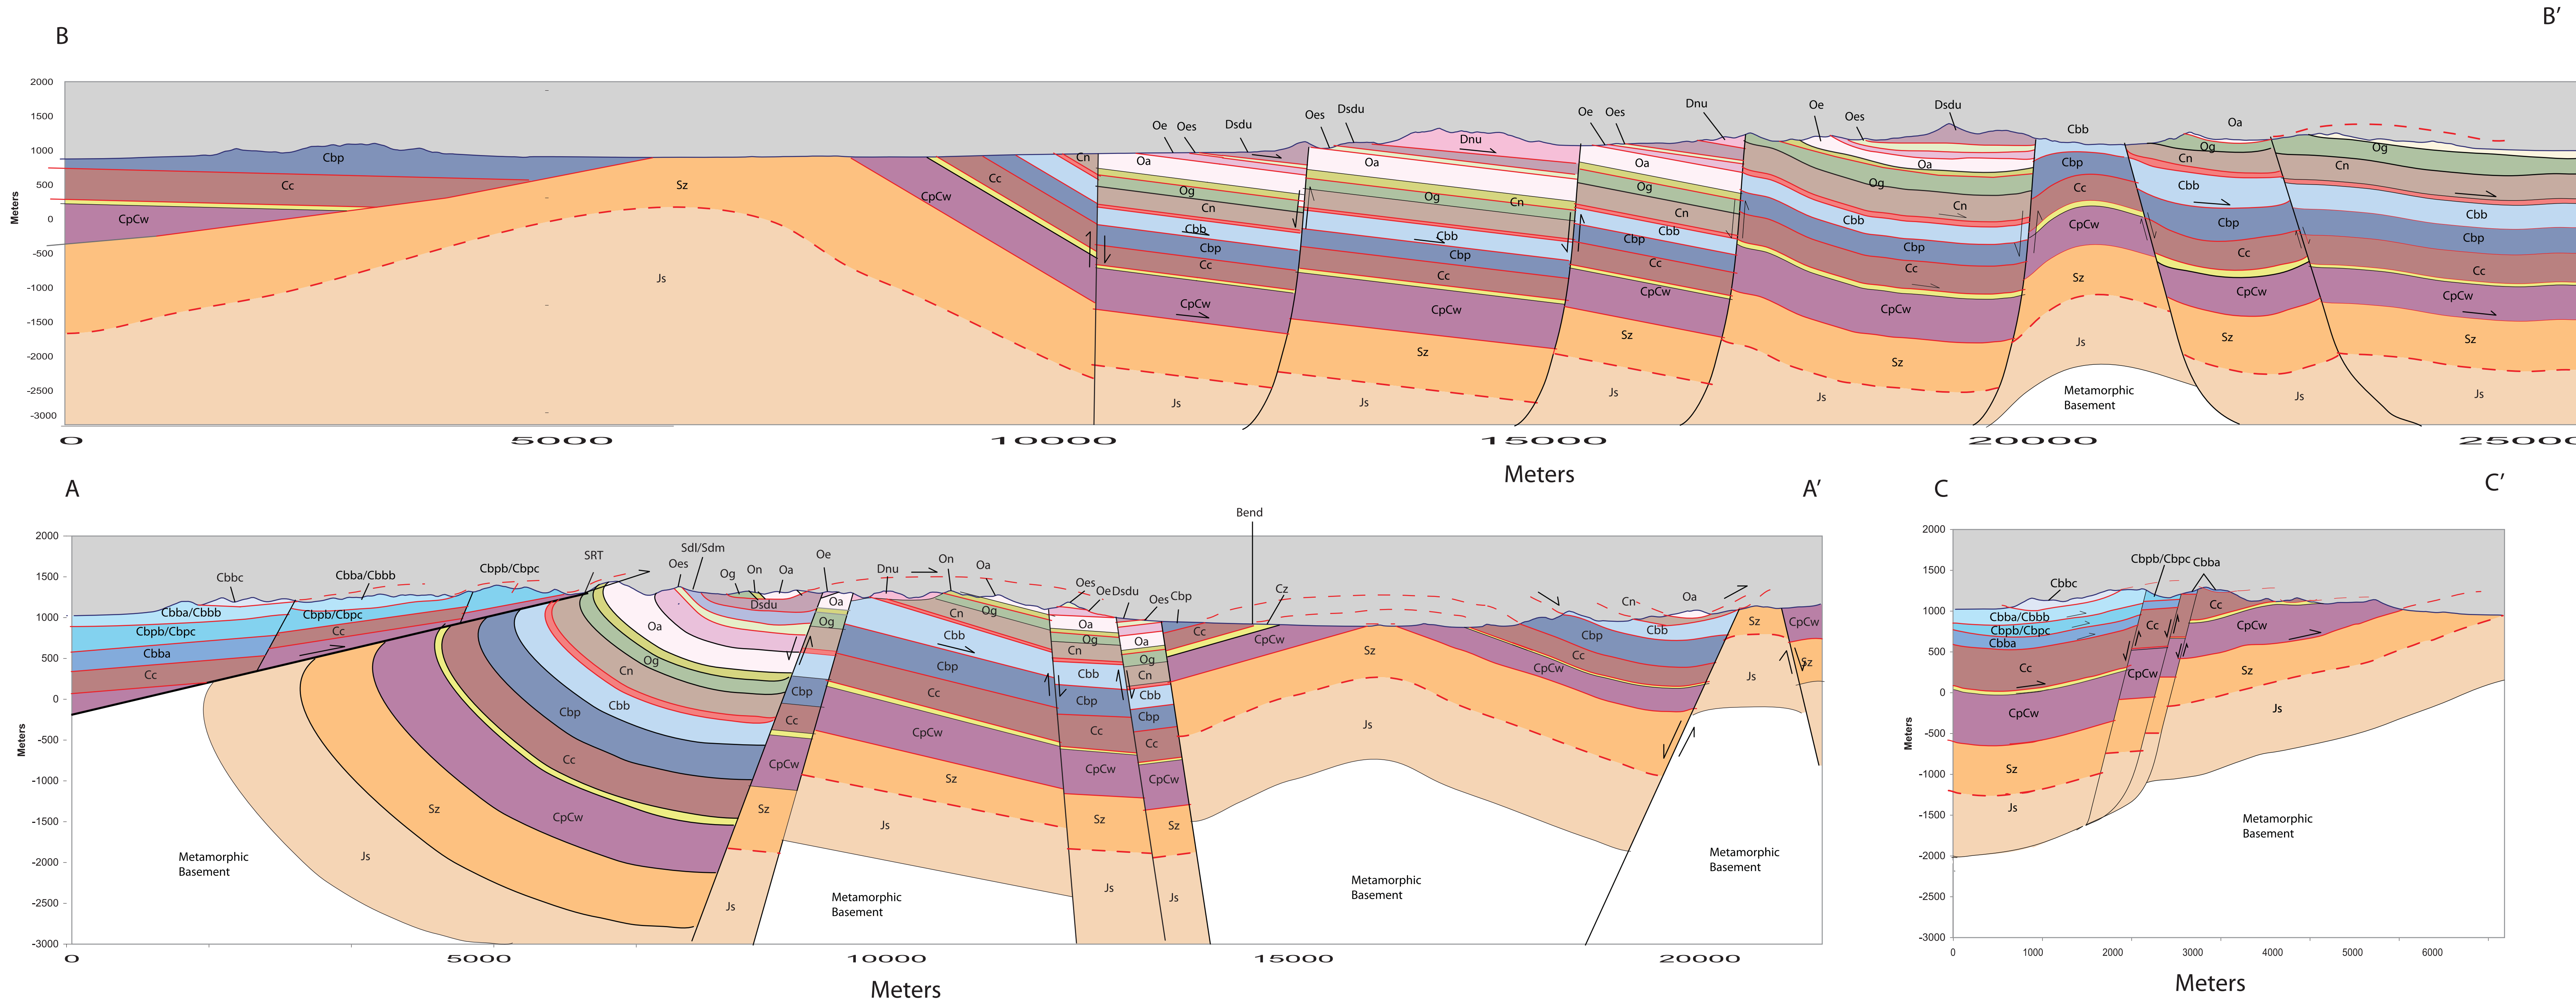 B
B'
2000
1500
1000
500
0
-500
-1000
-1500
-2000
-2500
-3000
Meters
Cbp
Cc
CpCw
Sz
Js
CpCw
Cc
Cn
Oe Oes Dsdu Oes Dsdu Dnu Oe Oes Dnu Oe Oes Dsdu Cbb Oa
Oa Og Cn Cbb Cbp Cc CpCw Js
Oa Og Cn Cbb Cbp Cc CpCw Sz Js
Oa Og Cn Cbb Cbp Cc CpCw Sz Js
Oa Og Cn Cbb Cbp Cc CpCw Sz Js
Cbp Cc CpCw Sz Js
Metamorphic
Basement
Og Cn Cbb Cbp Cc CpCw Sz Js
Og Cn Cbb Cbp Cc CpCw Sz Js
0 5000 10000 15000 20000 2500
Meters
A
A'
2000
1500
1000
500
0
-500
-1000
-1500
-2000
-2500
-3000
Meters
Cbbc Cbba/Cbbb Cbpb/Cbpc SRT Oes Sdl/Sdm Og On Oa Oe Dnu On Oa Oes Oe Dsdu Oes Cbp Bend Cz Cn Oa
Cbba/Cbbb
Cbpb/Cbpc
Cbba
Cc
Cbpb/Cbpc
Cc
Dsdu
Oa
Og
Cn
Cbb
Cbp
Cc
CpCw
Sz
Js
Metamorphic
Basement
Oa Og Cbp Cc CpCw Sz Js
Cn Og Cbb Cbp Cc CpCw Sz Js
Metamorphic
Basement
Oa Og Cn Cbb Cbp Cc CpCw Sz Js
Oa Og Cn Cbb Cbp Cc CpCw Sz Js
Cc CpCw Sz Js
Metamorphic
Basement
CpCw Cc Cbp Cbb
Sz Js
Metamorphic
Basement
CpCw
Sz
0 5000 10000 15000 20000
Meters
C
C'
2000
1500
1000
500
0
-500
-1000
-1500
-2000
-2500
-3000
Meters
Cbpb/Cbpc Cbba
Cbbc
Cbba/Cbbb
Cbpb/Cbpc
Cbba
Cc
CpCw
Sz
Js
Cc
CpCw
Cc
CpCw
Sz
Js
Metamorphic
Basement
0 1000 2000 3000 4000 5000 6000
Meters